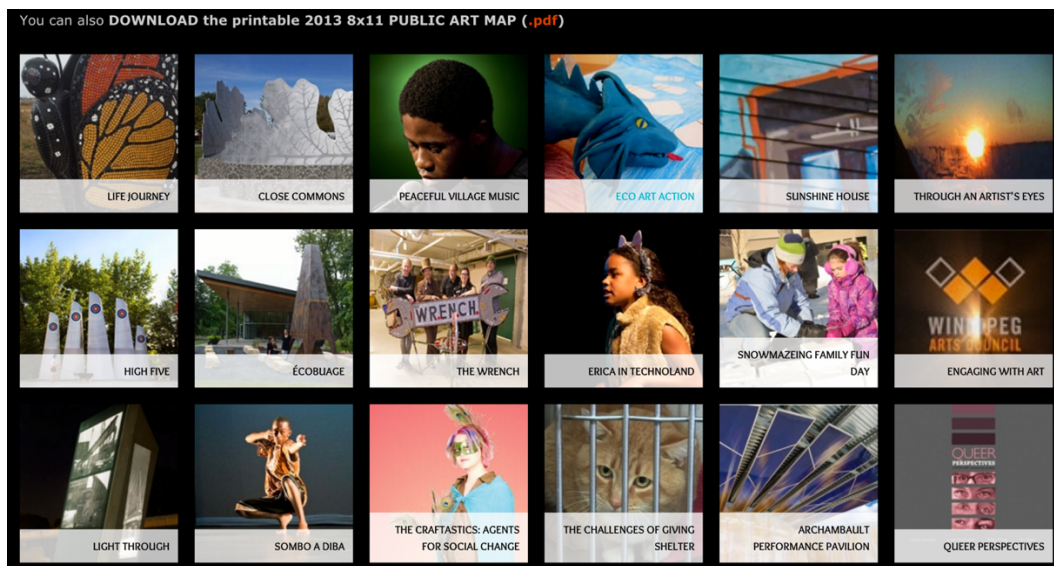 You can also DOWNLOAD the printable 2013 8x11 PUBLIC ART MAP (.pdf)
LIFE JOURNEY
CLOSE COMMONS
PEACEFUL VILLAGE MUSIC
ECO ART ACTION
SUNSHINE HOUSE
THROUGH AN ARTIST'S EYES
HIGH FIVE
ÉCOBUAGE
WRENCH
THE WRENCH
ERICA IN TECHNOLAND
SNOWMAZEING FAMILY FUN
DAY
WINNIPEG
ARTS COUNCIL
ENGAGING WITH ART
LIGHT THROUGH
SOMBO A DIBA
THE CRAFTASTICS: AGENTS
FOR SOCIAL CHANGE
THE CHALLENGES OF GIVING
SHELTER
ARCHAMBAULT
PERFORMANCE PAVILION
QUEER
PERSPECTIVES
QUEER PERSPECTIVES